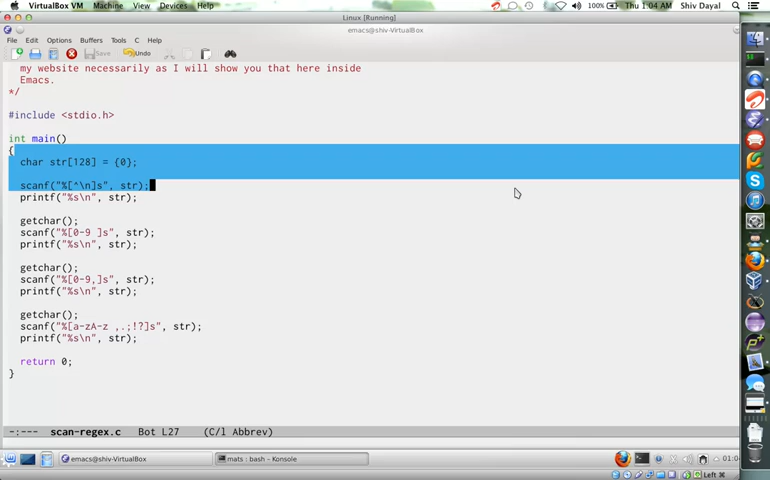 VirtualBox VM Machine View Devices Help 100% Thu 1:04 AM Shiv Dayal
Linux [Running]
emacs@shiv-VirtualBox
File Edit Options Buffers Tools C Help
Save Undo
my website necessarily as I will show you that here inside
Emacs.
*/
#include <stdio.h>
int main()
{
char str[128] = {0};
scanf("%[^\n]s", str);
printf("%s\n", str);
getchar();
scanf("%[0-9 ]s", str);
printf("%s\n", str);
getchar();
scanf("%[0-9,]s", str);
printf("%s\n", str);
getchar();
scanf("%[a-zA-z ,.;!?]s", str);
printf("%s\n", str);
return 0;
}
-:--- scan-regex.c Bot L27 (C/l Abbrev)
emacs@shiv-VirtualBox mats : bash – Konsole
Left ⌘